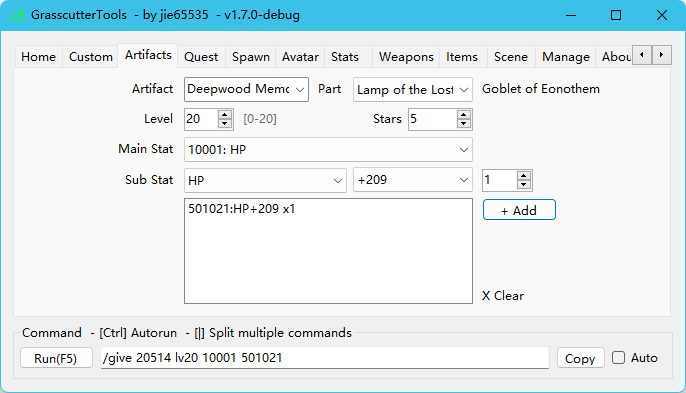 GrasscutterTools - by jie65535 - v1.7.0-debug
Home Custom Artifacts Quest Spawn Avatar Stats Weapons Items Scene Manage Abou
Artifact Deepwood Memo Part Lamp of the Lost Goblet of Eonothem
Level 20 [0-20] Stars 5
Main Stat 10001: HP
Sub Stat HP +209 1
501021:HP+209 x1 + Add
X Clear
Command - [Ctrl] Autorun - [|] Split multiple commands
Run(F5) /give 20514 lv20 10001 501021 Copy Auto